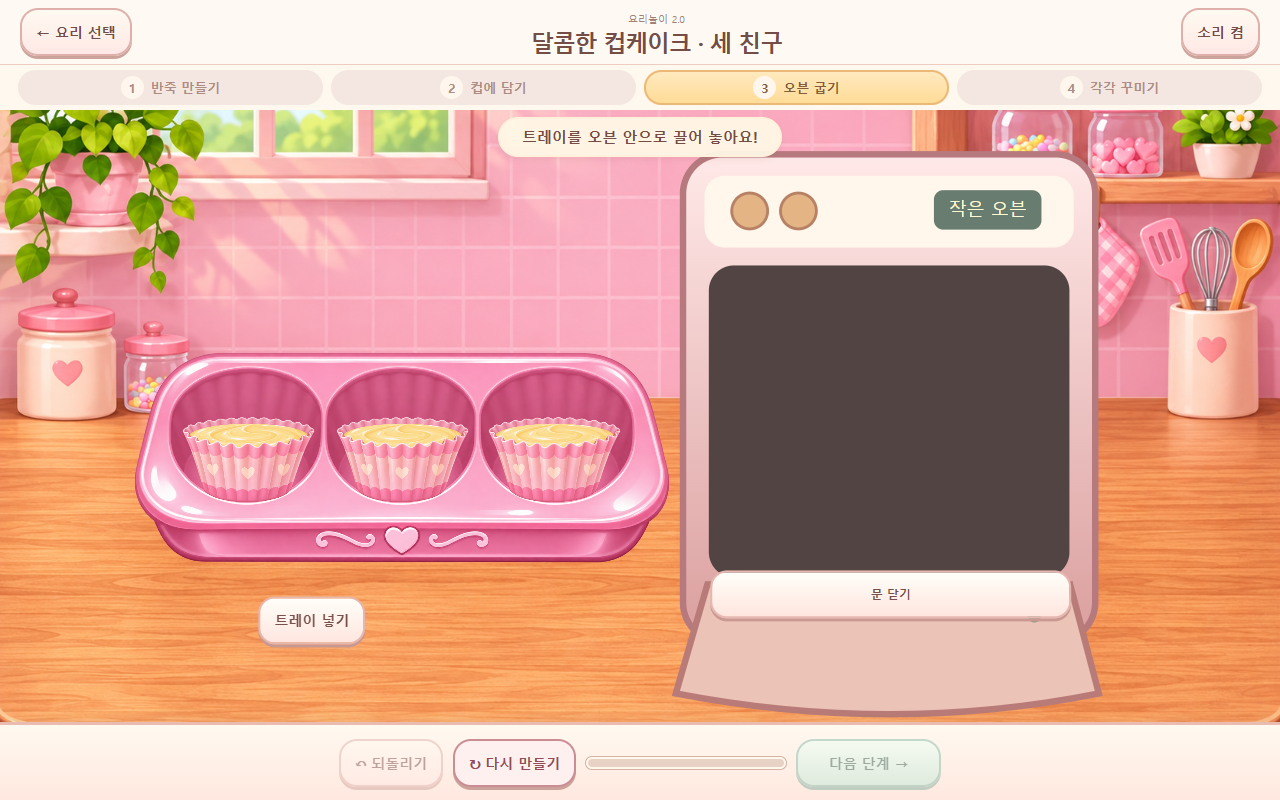 ← 요리 선택
요리놀이 2.0
달콤한 컵케이크 · 세 친구
소리 켬
1 반죽 만들기
2 컵에 담기
3 오븐 굽기
4 각각 꾸미기
트레이를 오븐 안으로 끌어 놓아요!
작은 오븐
문 닫기
트레이 넣기
↶ 되돌리기
↻ 다시 만들기
다음 단계 →